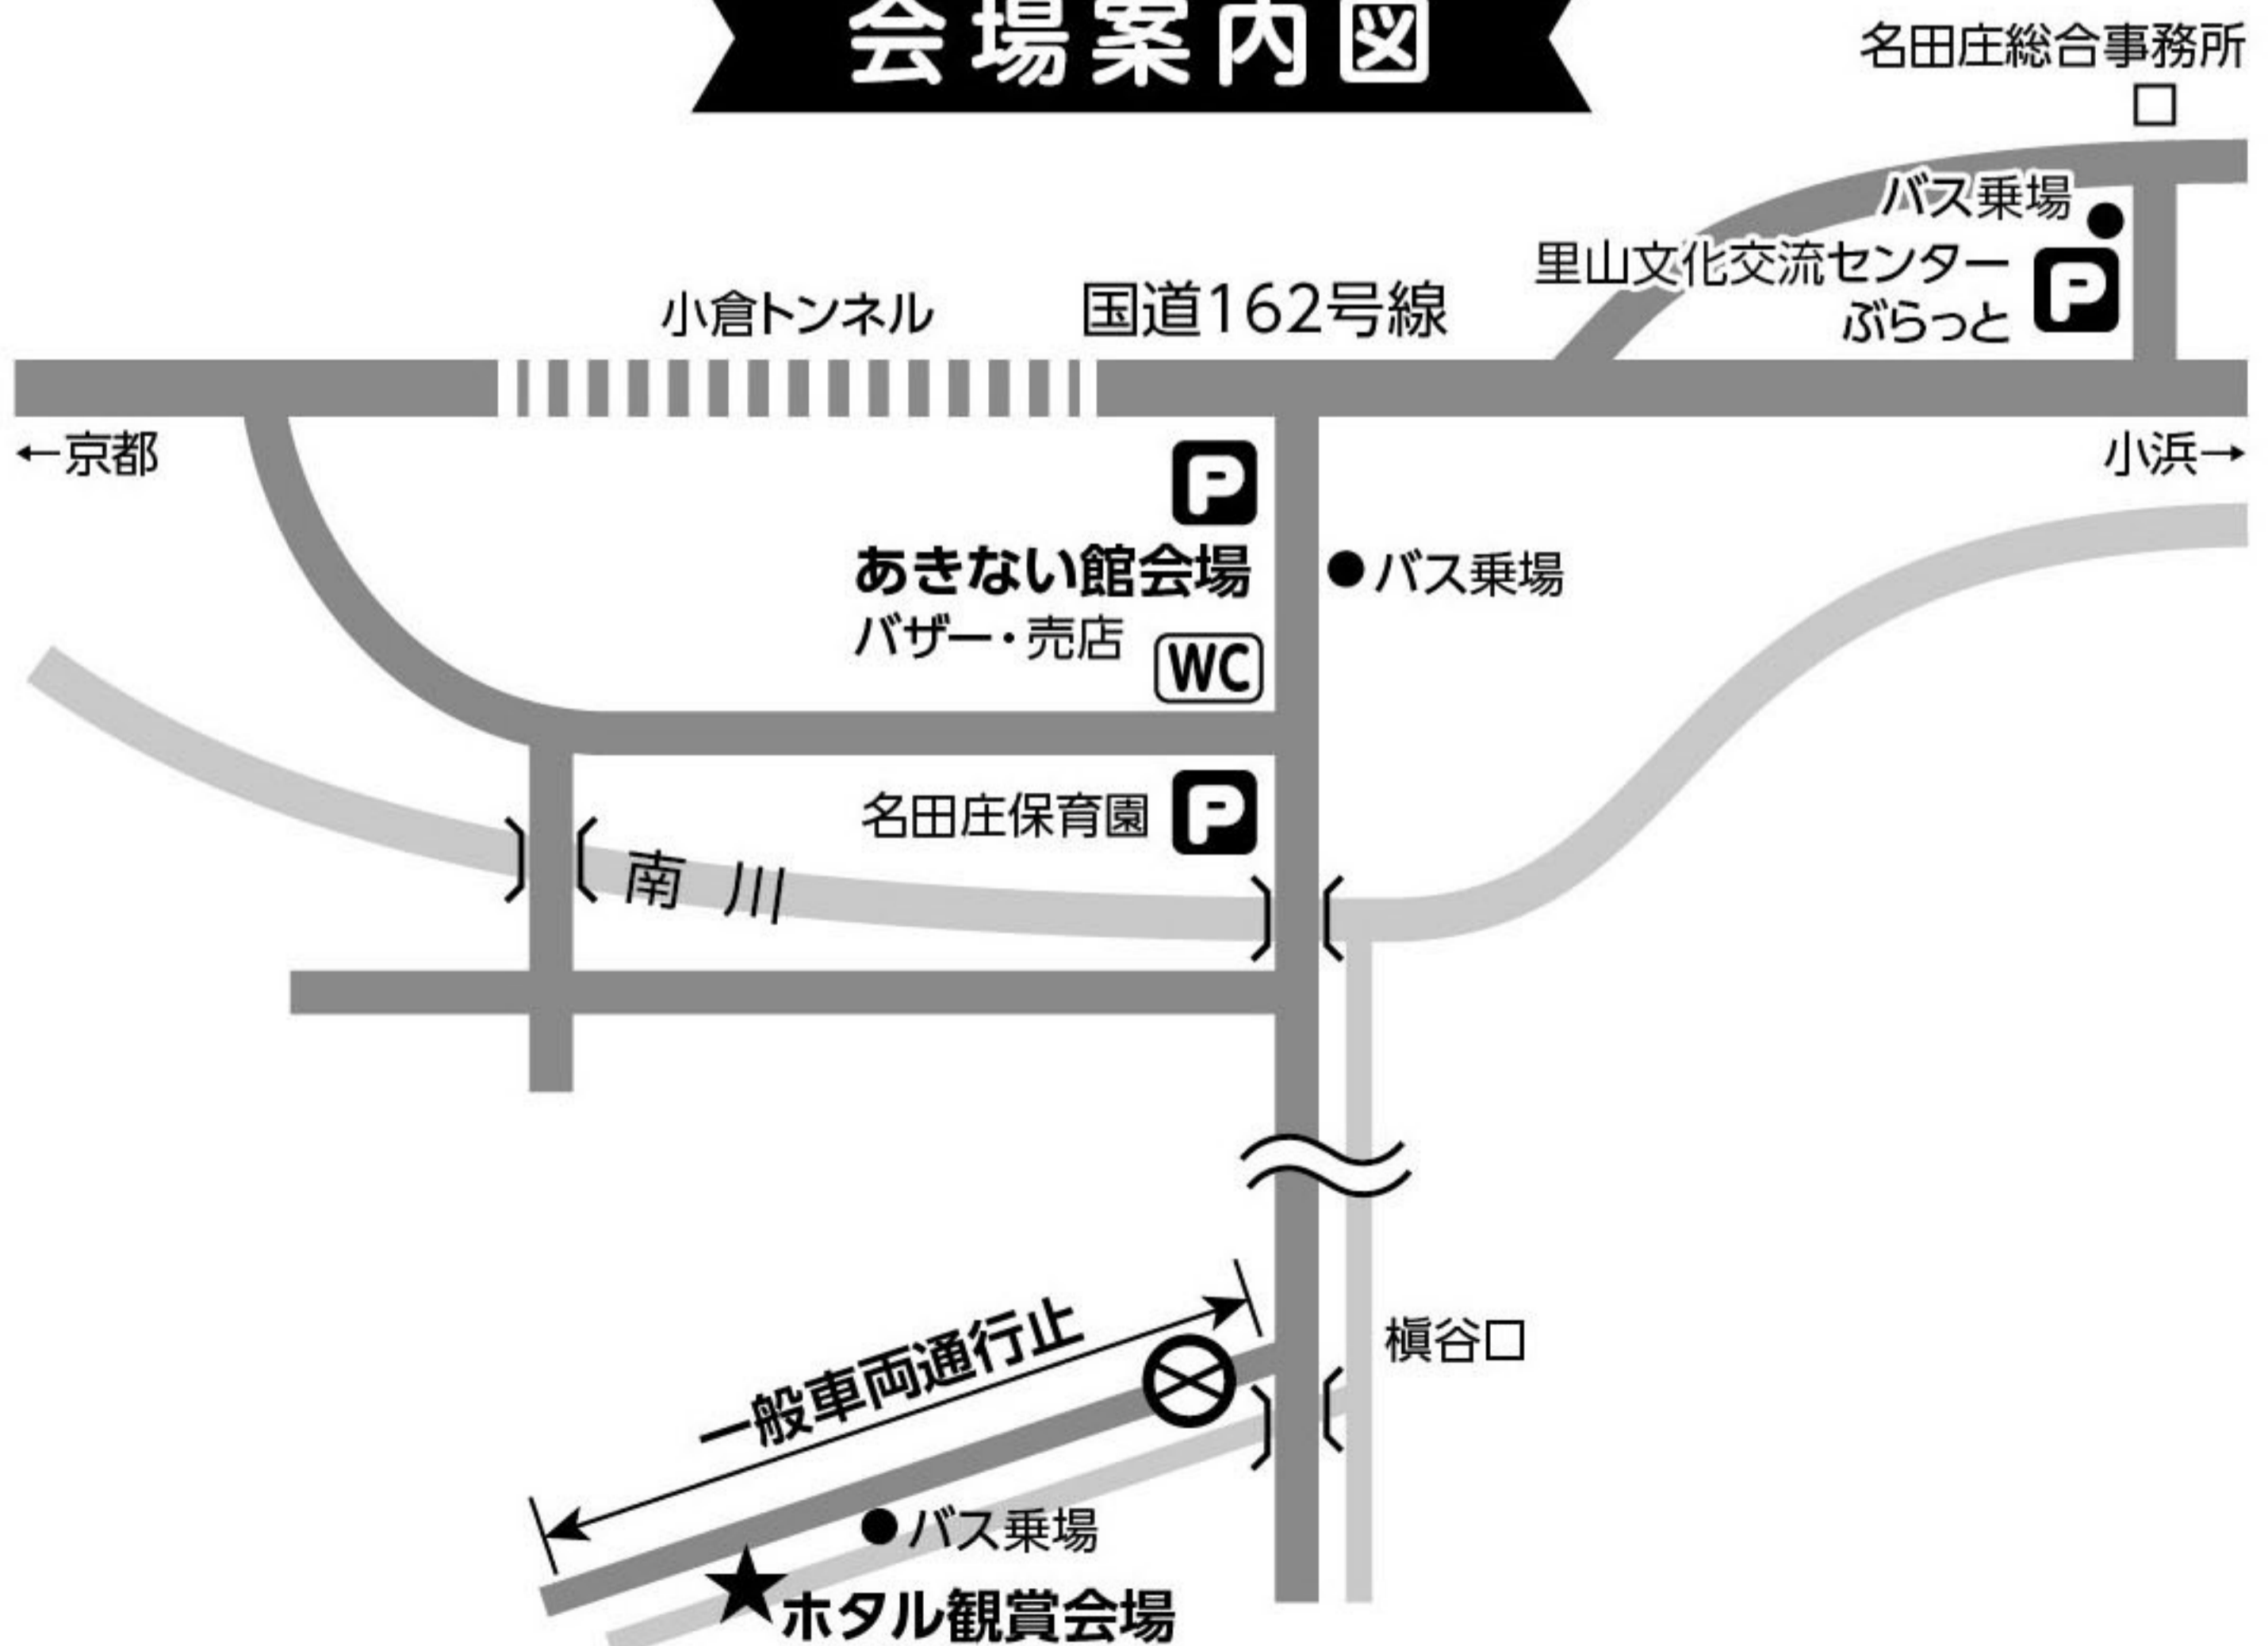 会場案内図
名田庄総合事務所
バス乗場
里山文化交流センター
ぶらっと
P
小倉トンネル
国道162号線
←京都
小浜→
P
あきない館会場
バス乗場
バザー・売店
WC
名田庄保育園
P
南川
槇谷口
一般車両通行止
バス乗場
ホタル観賞会場